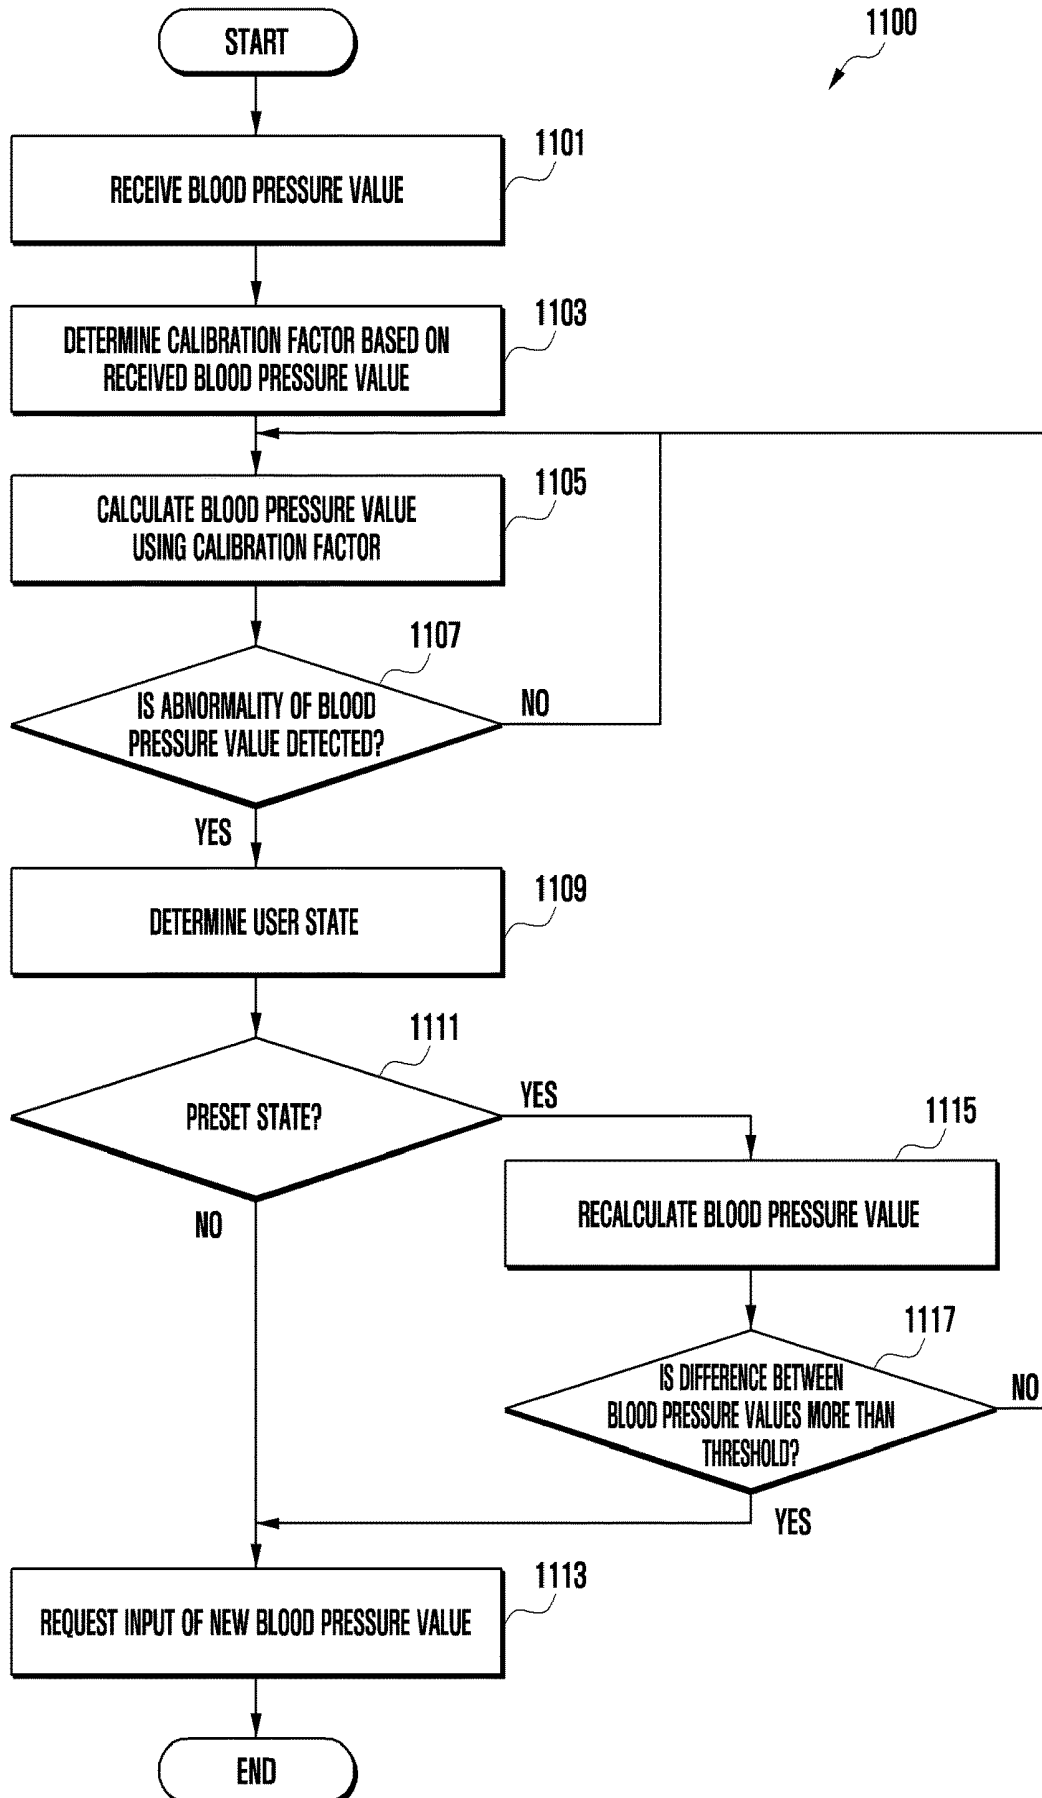 START
1100
1101
RECEIVE BLOOD PRESSURE VALUE
1103
DETERMINE CALIBRATION FACTOR BASED ON
RECEIVED BLOOD PRESSURE VALUE
1105
CALCULATE BLOOD PRESSURE VALUE
USING CALIBRATION FACTOR
1107
IS ABNORMALITY OF BLOOD
PRESSURE VALUE DETECTED?
NO
YES
1109
DETERMINE USER STATE
1111
PRESET STATE?
YES
NO
1115
RECALCULATE BLOOD PRESSURE VALUE
1117
IS DIFFERENCE BETWEEN
BLOOD PRESSURE VALUES MORE THAN
THRESHOLD?
NO
YES
1113
REQUEST INPUT OF NEW BLOOD PRESSURE VALUE
END